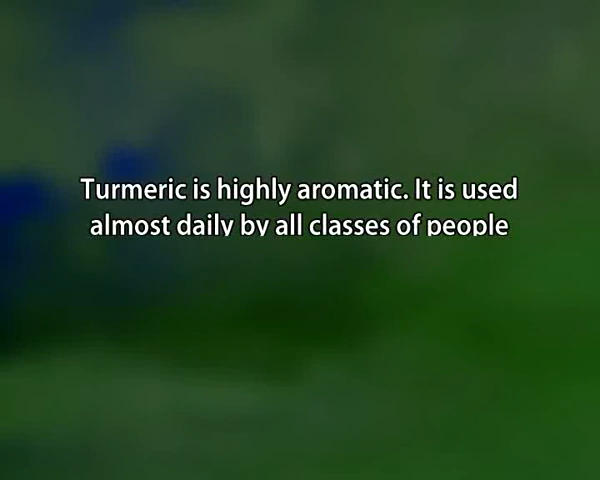 Turmeric is highly aromatic. It is used
almost daily by all classes of people